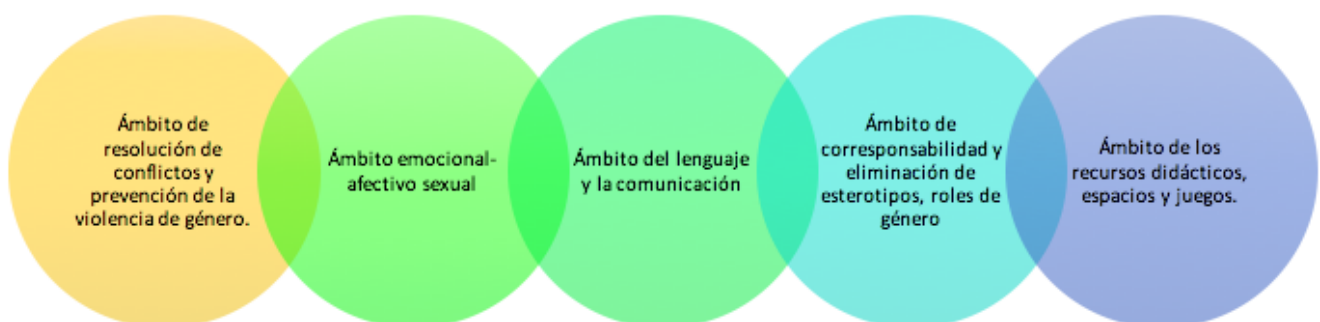 Ámbito de
resolución de
conflictos y
prevención de la
violencia de género.
Ámbito emocional-
afectivo sexual
Ámbito del lenguaje
y la comunicación
Ámbito de
corresponsabilidad y
eliminación de
esterotipos, roles de
género
Ámbito de los
recursos didácticos,
espacios y juegos.